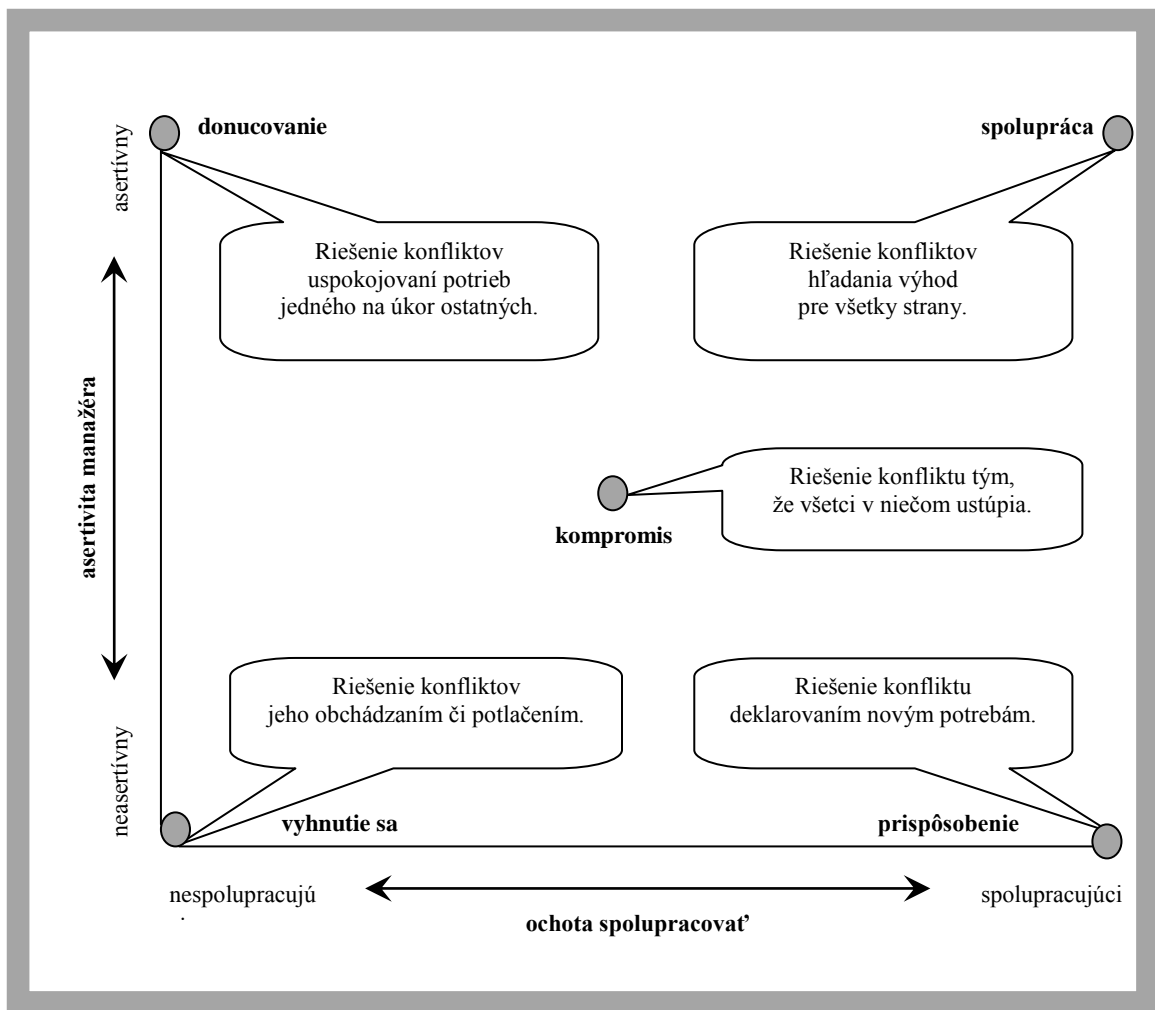 asertívny
donucovanie
spolupráca
Riešenie konfliktov
uspokojovaní potrieb
jedného na úkor ostatných.
Riešenie konfliktov
hľadania výhod
pre všetky strany.
asertivita manažéra
kompromis
Riešenie konfliktu tým,
že všetci v niečom ustúpia.
neasertívny
Riešenie konfliktov
jeho obchádzaním či potlačením.
Riešenie konfliktu
deklarovaním novým potrebám.
vyhnutie sa
prispôsobenie
nespolupracujú
spolupracujúci
ochota spolupracovať